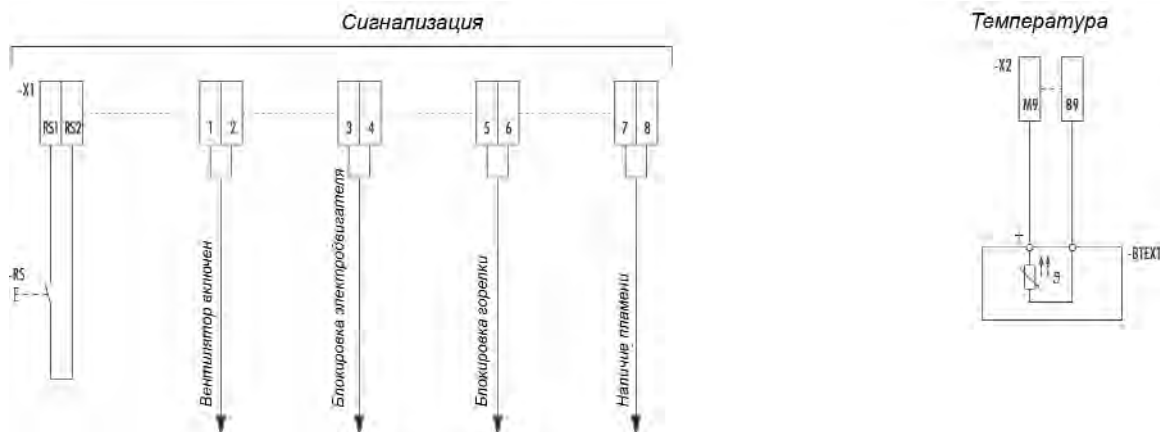 Сигнализация
Температура
-X1
RS1 RS2
1 2
3 4
5 6
7 8
-X2
M9
B9
-RS
Вентилятор включен
Блокировка электродвигателя
Блокировка горелки
Наличие пламени
-BTEXT